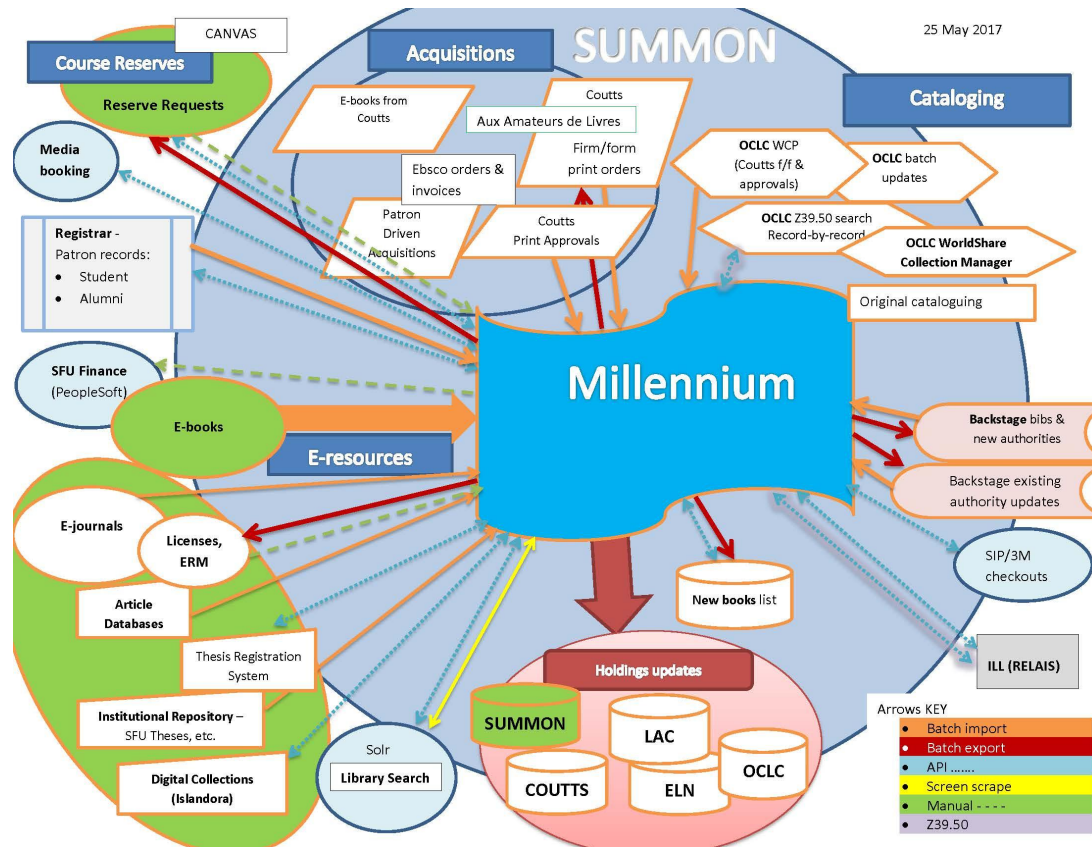 25 May 2017
CANVAS
Course Reserves
Reserve Requests
SUMMON
Acquisitions
E-books from
Coutts
Coutts
Aux Amateurs de Livres
Firm/form
print orders
Ebsco orders &
invoices
Patron
Driven
Acquisitions
Coutts
Print Approvals
Cataloging
OCLC WCP
(Coutts f/f &
approvals)
OCLC batch
updates
OCLC Z39.50 search
Record-by-record
OCLC WorldShare
Collection Manager
Original cataloguing
Media
booking
Registrar -
Patron records:
• Student
• Alumni
SFU Finance
(PeopleSoft)
E-books
E-resources
Millennium
Backstage bibs &
new authorities
Backstage existing
authority updates
SIP/3M
checkouts
ILL (RELAIS)
E-journals
Licenses,
ERM
Article
Databases
Thesis Registration
System
Institutional Repository –
SFU Theses, etc.
Digital Collections
(Islandora)
Solr
Library Search
New books list
Holdings updates
SUMMON
LAC
OCLC
COUTTS
ELN
Arrows KEY
• Batch import
• Batch export
• API .......
• Screen scrape
• Manual - - - -
• Z39.50